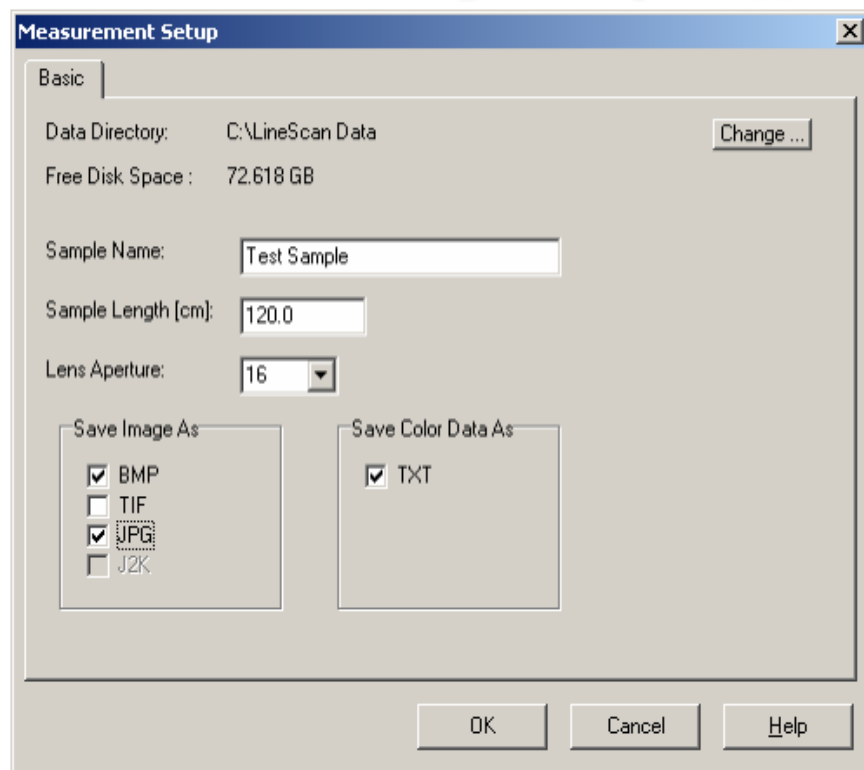 Measurement Setup
Basic
Data Directory: C:\LineScan Data Change ...
Free Disk Space : 72.618 GB
Sample Name: Test Sample
Sample Length [cm]: 120.0
Lens Aperture: 16
Save Image As
BMP
TIF
JPG
J2K
Save Color Data As
TXT
OK Cancel Help